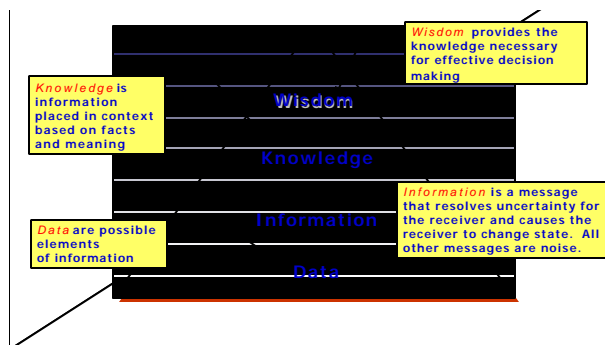 Wisdom provides the
knowledge necessary
for effective decision
making
Knowledge is
information
placed in context
based on facts
and meaning
Wisdom
Knowledge
Information is a message
that resolves uncertainty for
the receiver and causes the
receiver to change state. All
other messages are noise.
Information
Data are possible
elements
of information
Data